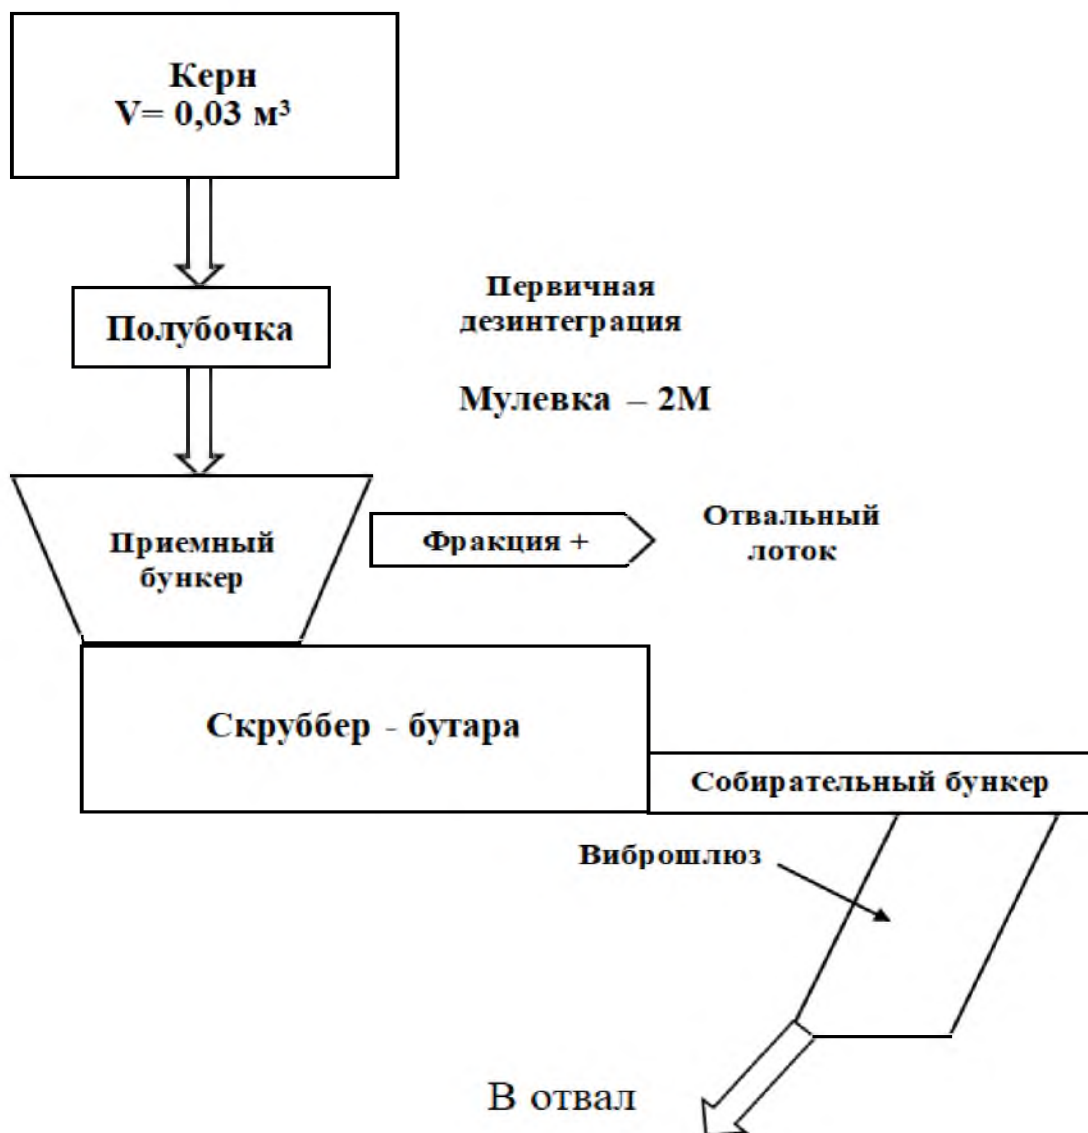 Керн
V= 0,03 м³
Полубочка
Первичная
дезинтеграция
Мулевка – 2М
Приемный
бункер
Фракция +
Отвальный
лоток
Скруббер - бутара
Собирательный бункер
Виброшлюз
В отвал